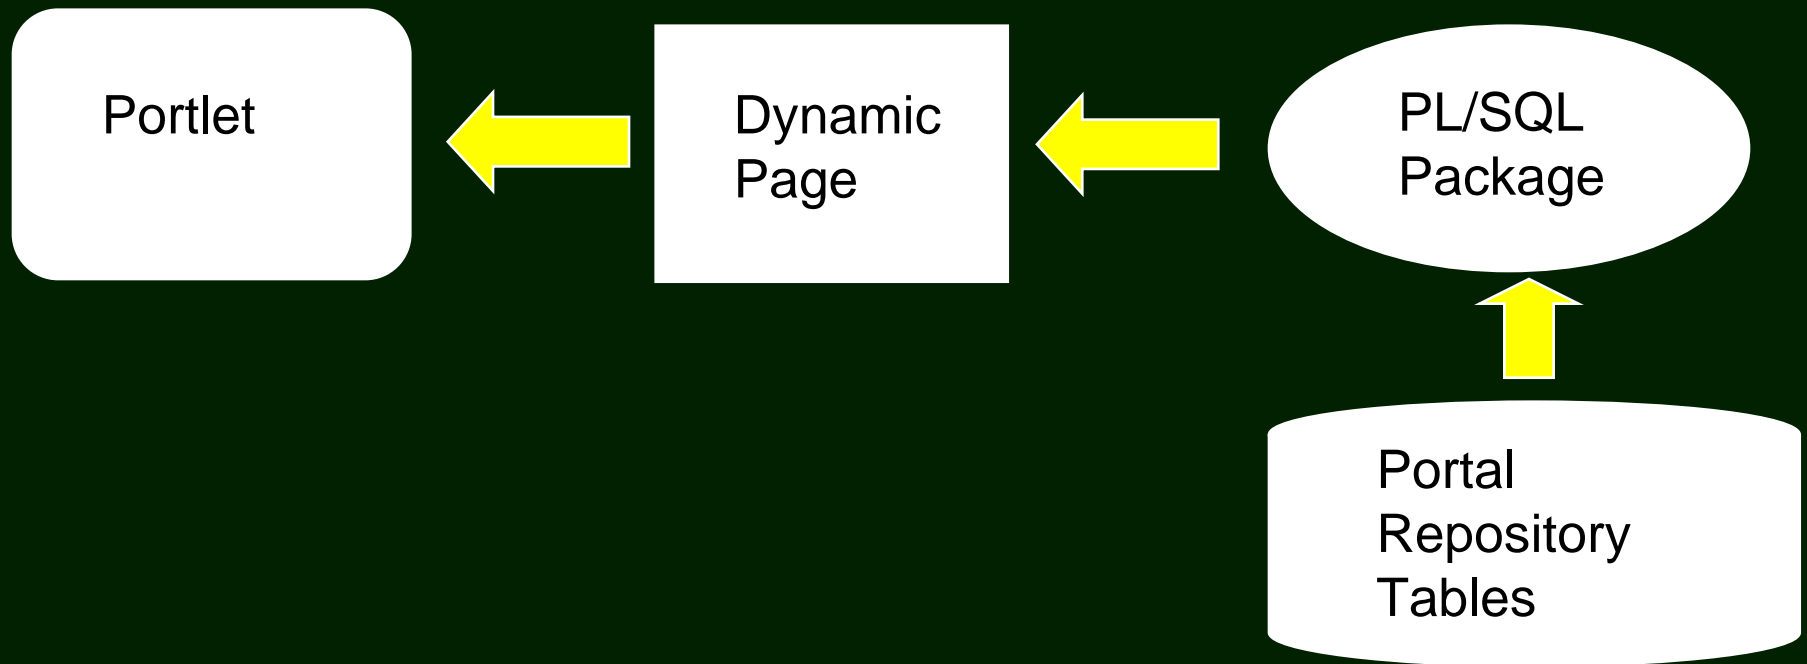 Portlet
Dynamic
Page
PL/SQL
Package
Portal
Repository
Tables